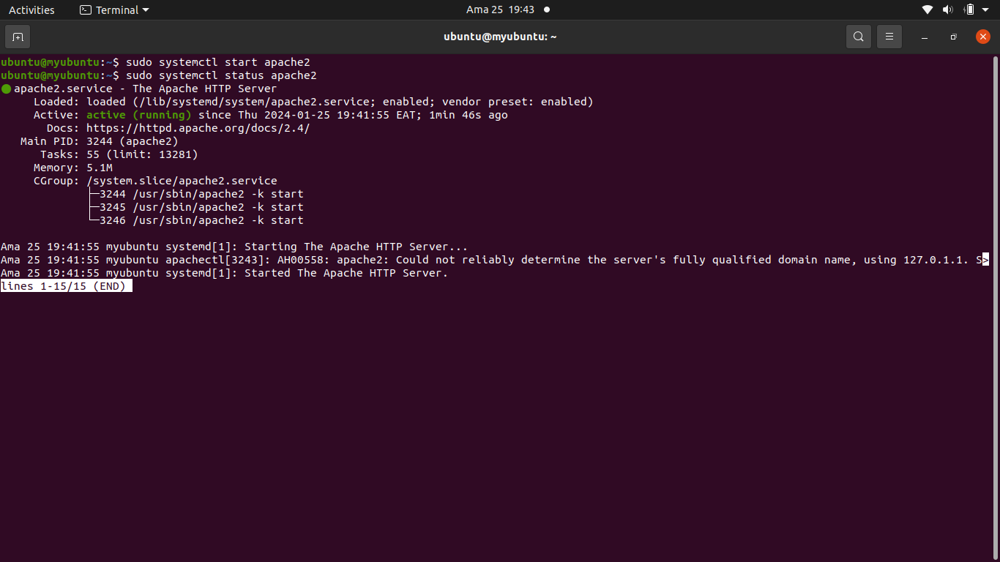 Activities Terminal Ama 25 19:43
ubuntu@myubuntu: ~
ubuntu@myubuntu:~$ sudo systemctl start apache2
ubuntu@myubuntu:~$ sudo systemctl status apache2
● apache2.service - The Apache HTTP Server
     Loaded: loaded (/lib/systemd/system/apache2.service; enabled; vendor preset: enabled)
     Active: active (running) since Thu 2024-01-25 19:41:55 EAT; 1min 46s ago
       Docs: https://httpd.apache.org/docs/2.4/
   Main PID: 3244 (apache2)
      Tasks: 55 (limit: 13281)
     Memory: 5.1M
     CGroup: /system.slice/apache2.service
             ├─3244 /usr/sbin/apache2 -k start
             ├─3245 /usr/sbin/apache2 -k start
             └─3246 /usr/sbin/apache2 -k start
Ama 25 19:41:55 myubuntu systemd[1]: Starting The Apache HTTP Server...
Ama 25 19:41:55 myubuntu apachectl[3243]: AH00558: apache2: Could not reliably determine the server's fully qualified domain name, using 127.0.1.1. S>
Ama 25 19:41:55 myubuntu systemd[1]: Started The Apache HTTP Server.
lines 1-15/15 (END)